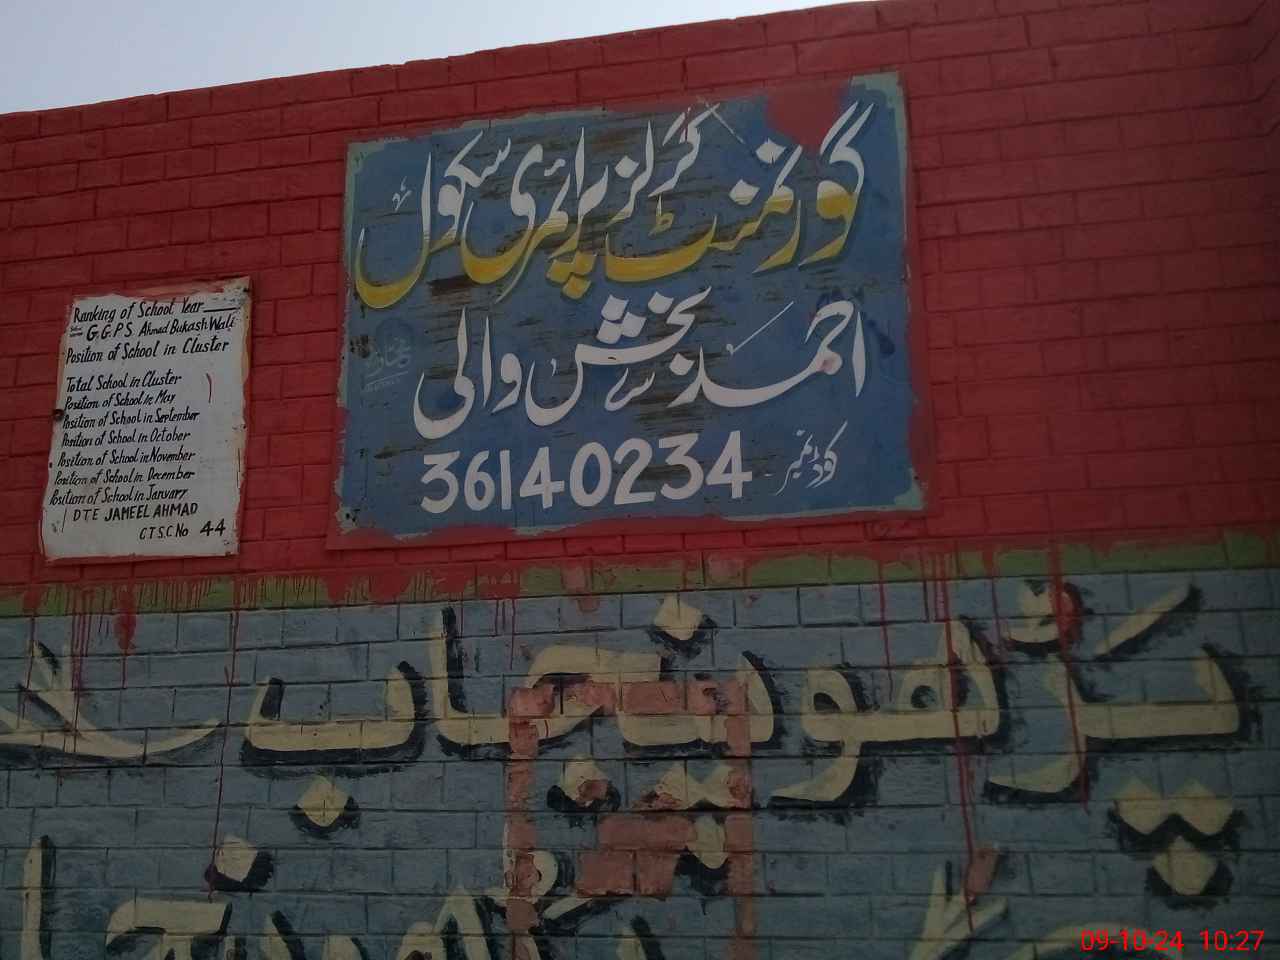 گورنمنٹ گرلز پرائمری سکول
احمد بخش والی
36140234 کوڈ نمبر
Ranking of School Year
G.G.P.S. Ahmad Bukash Wali
Position of School in Cluster
Total School in Cluster
Position of School in May
Position of School in September
Position of School in October
Position of School in November
Position of School in December
Position of School in January
DTE JAMEEL AHMAD
C.T.S.C No 44
پڑھو پنجاب
09-10-24 10:27